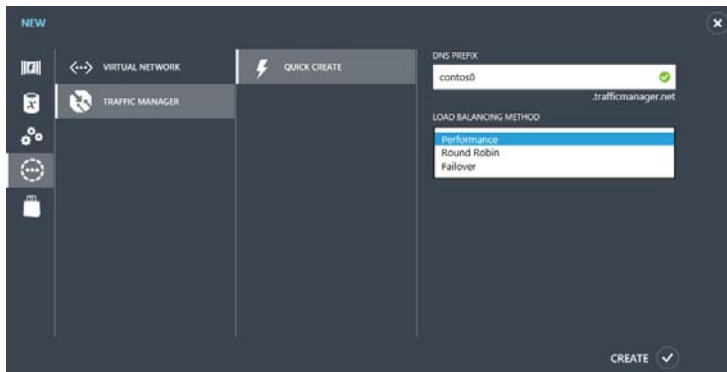 NEW
VIRTUAL NETWORK
TRAFFIC MANAGER
QUICK CREATE
DNS PREFIX
contos0
.trafficmanager.net
LOAD BALANCING METHOD
Performance
Round Robin
Failover
CREATE